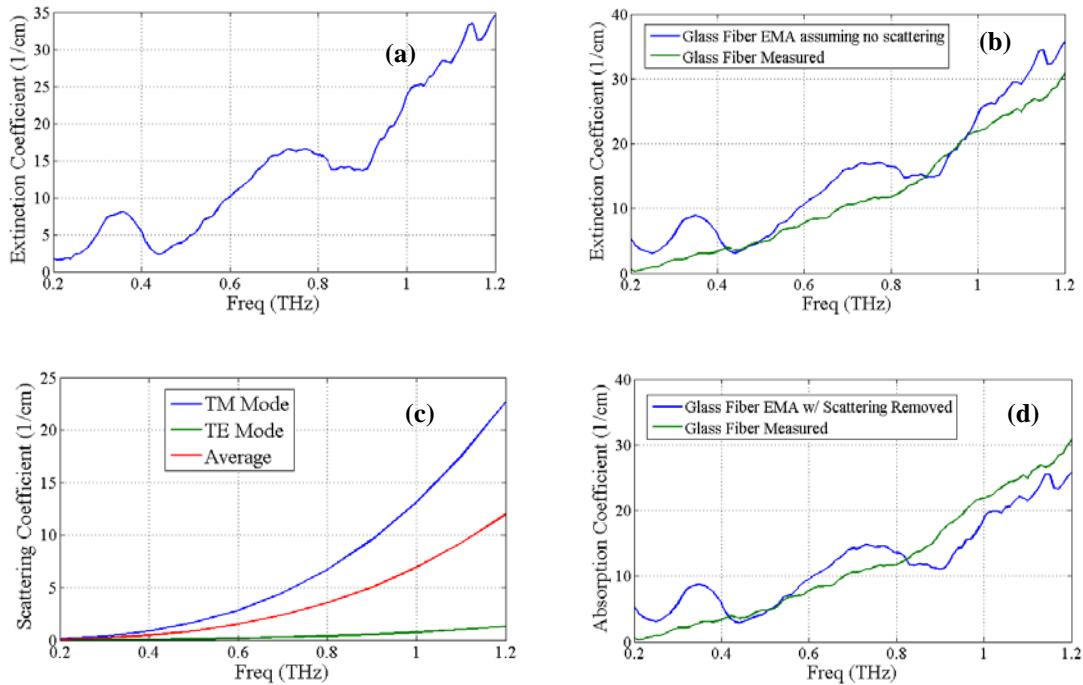 Extinction Coefficient (1/cm)
35
30
25
20
15
10
5
0
0.2
0.4
0.6
0.8
1
1.2
Freq (THz)
(a)
Extinction Coefficient (1/cm)
40
30
20
10
0
0.2
0.4
0.6
0.8
1
1.2
Freq (THz)
Glass Fiber EMA assuming no scattering
Glass Fiber Measured
(b)
Scattering Coefficient (1/cm)
25
20
15
10
5
0
0.2
0.4
0.6
0.8
1
1.2
Freq (THz)
TM Mode
TE Mode
Average
(c)
Absorption Coefficient (1/cm)
40
30
20
10
0
0.2
0.4
0.6
0.8
1
1.2
Freq (THz)
Glass Fiber EMA w/ Scattering Removed
Glass Fiber Measured
(d)